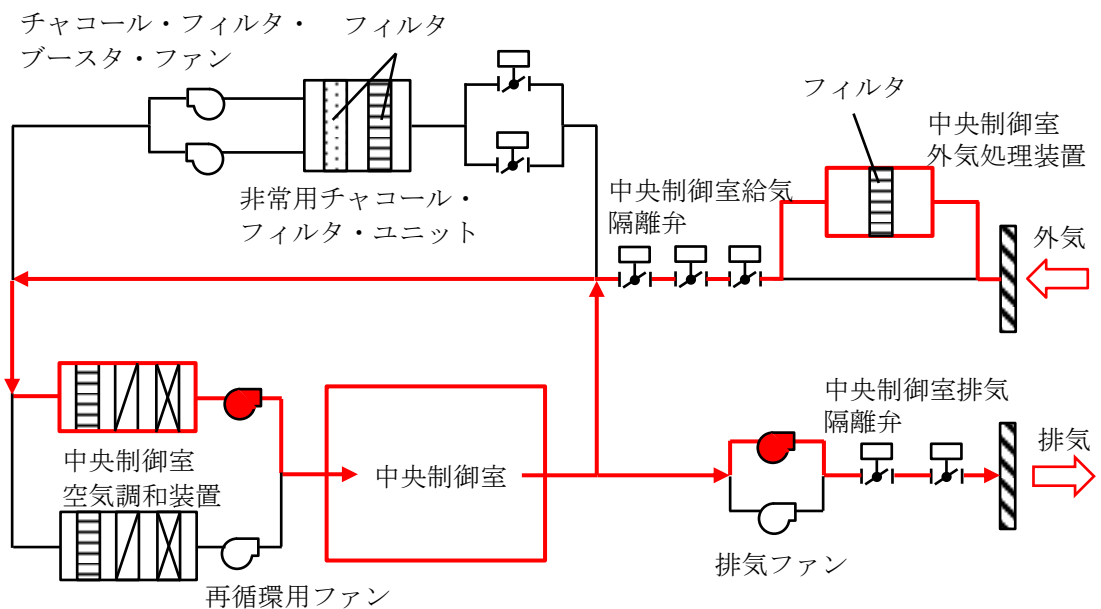 チャコール・フィルタ・
ブースタ・ファン
フィルタ
フィルタ
中央制御室
外気処理装置
非常用チャコール・
フィルタ・ユニット
中央制御室給気
隔離弁
外気
中央制御室
空気調和装置
中央制御室
中央制御室排気
隔離弁
排気
排気ファン
再循環用ファン